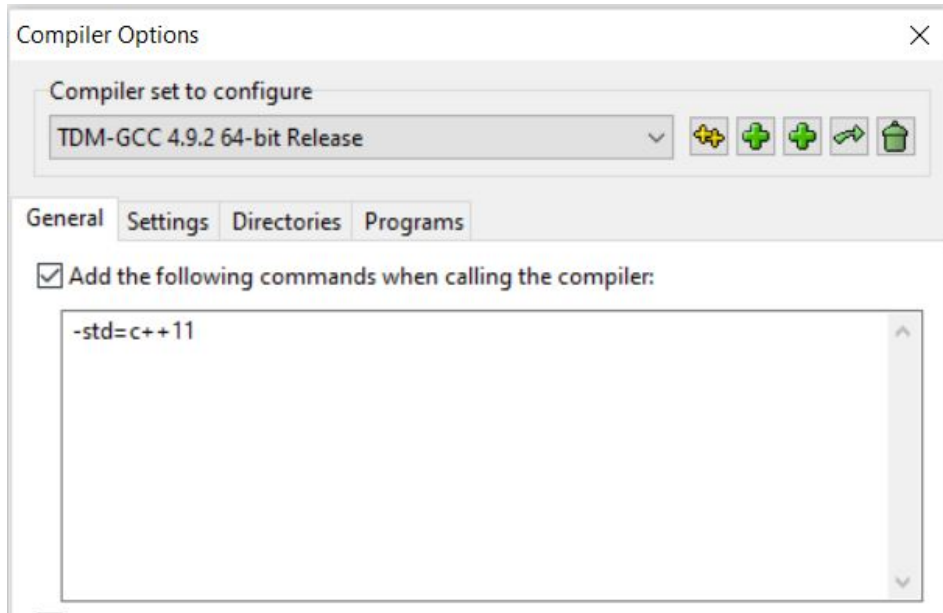 Compiler Options
Compiler set to configure
TDM-GCC 4.9.2 64-bit Release
General Settings Directories Programs
Add the following commands when calling the compiler:
-std=c++11